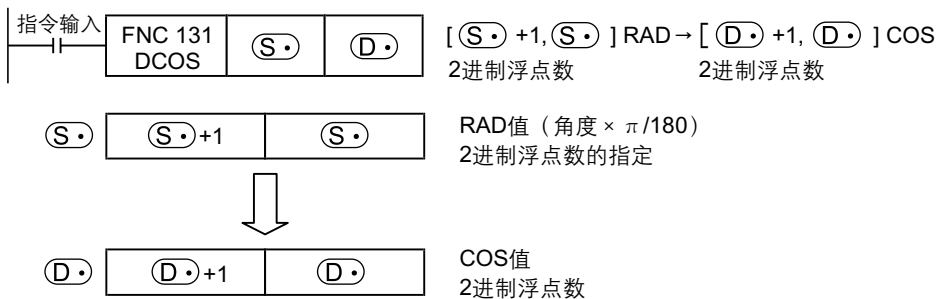 指令输入
FNC 131
DCOS
S·
D·
[ S· +1, S· ] RAD→[ D· +1, D· ] COS
2进制浮点数
2进制浮点数
S·
S·+1
S·
RAD值（角度×π/180）
2进制浮点数的指定
D·
D·+1
D·
COS值
2进制浮点数